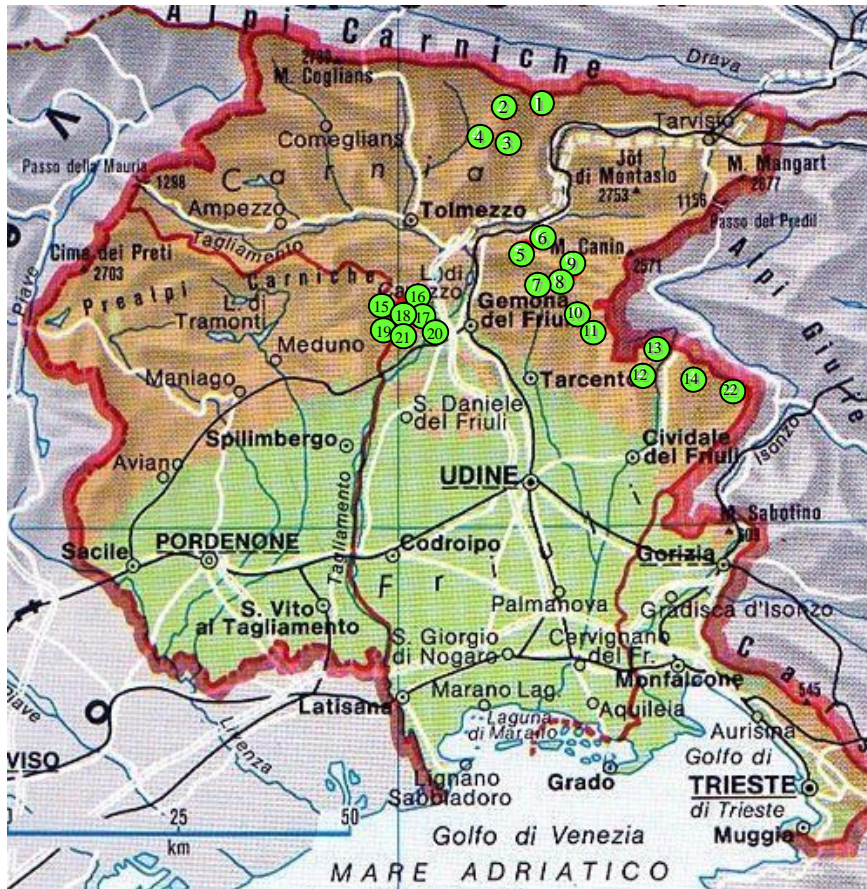 Alpi Carniche
Drava
2780
M. Coglians
1
2
4
3
Comeglians
Tarvisio
Jôf
di Montasio
2753
M. Mangart
2677
Passo della Mauria
1298
Carnia
1156
Ampezzo
Tolmezzo
Passo del Predil
Tagliamento
6
5
M. Canin
2571
9
8
7
Cima dei Preti
2703
Piave
Prealpi Carniche
L. di
16
15
18
17
19
21
20
Gemona
del Friuli
10
11
Alpi Giulie
L. di
Tramonti
Meduno
13
12
14
22
Maniago
Tarcento
S. Daniele
del Friuli
Spilimbergo
Cividale
del Friuli
Isonzo
Aviano
UDINE
M. Sabotino
609
Tagliamento
Sacile
PORDENONE
Codroipo
Gorizia
Fr
Palmanova
Gradisca d'Isonzo
S. Vito
al Tagliamento
S. Giorgio
di Nogaro
Cervignano
del Fr.
Monfalcone
Car
545
Latisana
Marano Lag.
Aquileia
Laguna
di Marano
Aurisina
Piave
Livenza
VISO
Golfo di
Lignano
Sabbiadoro
Grado
TRIESTE
di Trieste
Muggia
25
50
km
Golfo di Venezia
MARE ADRIATICO